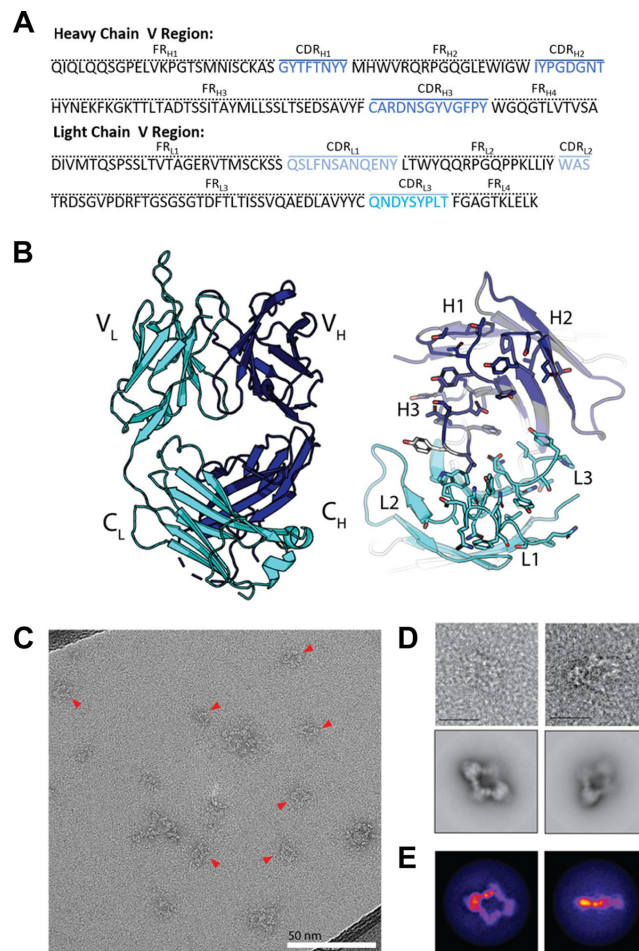 A
Heavy Chain V Region:
FRH1 CDRH1 FRH2 CDRH2
QIQLQQSGPELVKPGTSMNISCKAS GYTFTNYY MHWVRQRPGQGLEWIGW IYPGDGNT
FRH3 CDRH3 FRH4
HYNEKFKGKTTLTADTSSITAYMLLSSLTSEDSAVYF CARDNSGYVGFPY WGQGTLVTVSA
Light Chain V Region:
FRL1 CDRL1 FRL2 CDRL2
DIVMTQSPSSLTVTAGERVTMSCKSS QSLFNSANQENY LTWYQQRPGQPPKLLIY WAS
FRL3 CDRL3 FRL4
TRDSGVPDRFTGSGSGTDFTLTISSVQAEDLAVYYC QNDYSYPLT FGAGTKLELK
B
VL VH
CL CH
H1 H2
H3
L3
L2
L1
C
50 nm
D
E